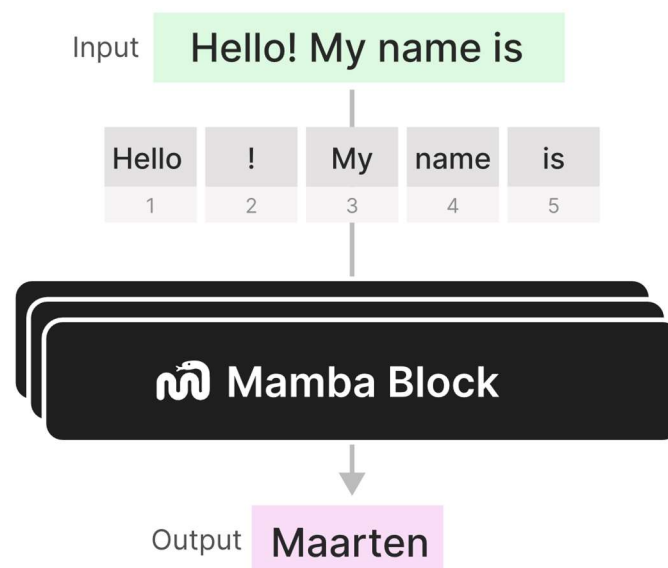 Input Hello! My name is
Hello ! My name is
1 2 3 4 5
Mamba Block
Output Maarten